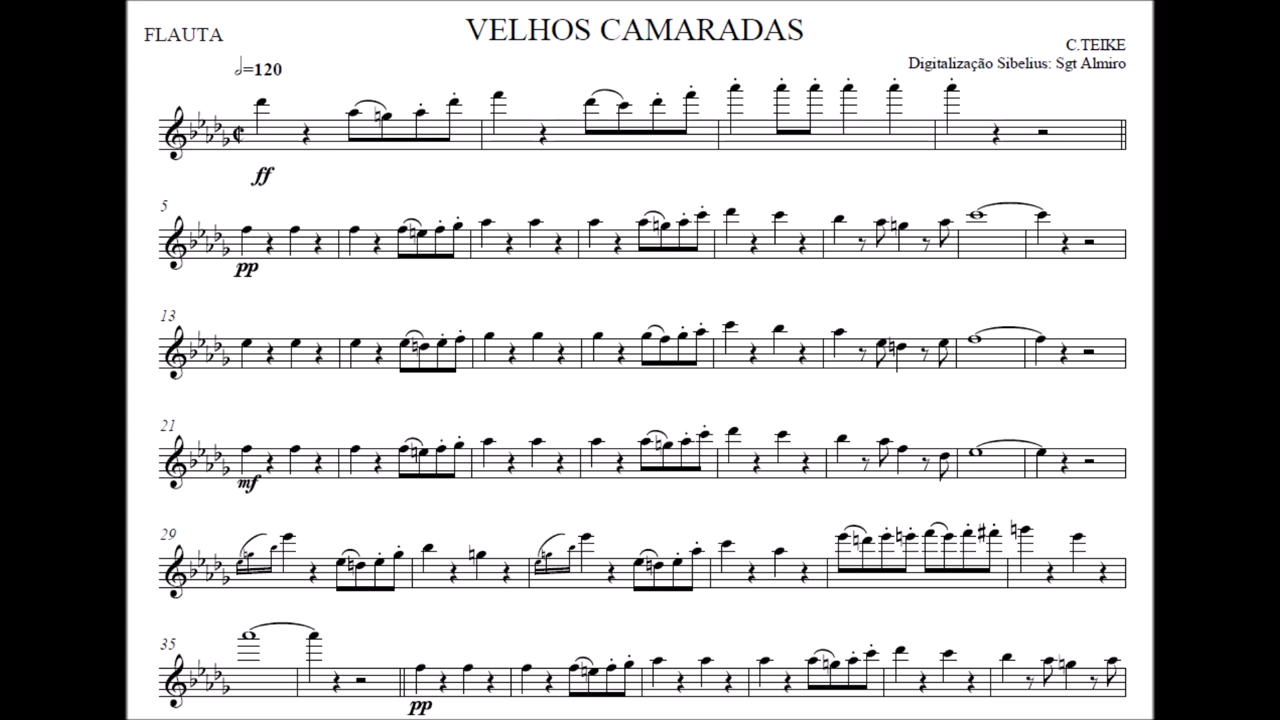 VELHOS CAMARADAS
FLAUTA
C.TEIKE
Digitalização Sibelius: Sgt Almiro
=120
ff
5
pp
13
21
mf
29
35
pp